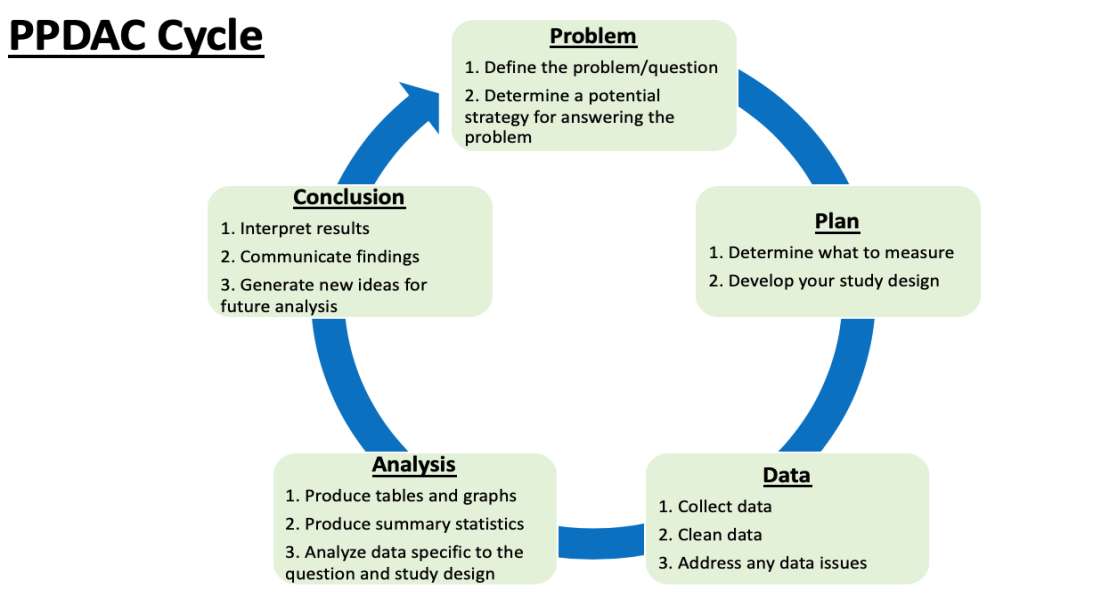 PPDAC Cycle
Problem
1. Define the problem/question
2. Determine a potential
strategy for answering the
problem
Plan
1. Determine what to measure
2. Develop your study design
Data
1. Collect data
2. Clean data
3. Address any data issues
Analysis
1. Produce tables and graphs
2. Produce summary statistics
3. Analyze data specific to the
question and study design
Conclusion
1. Interpret results
2. Communicate findings
3. Generate new ideas for
future analysis